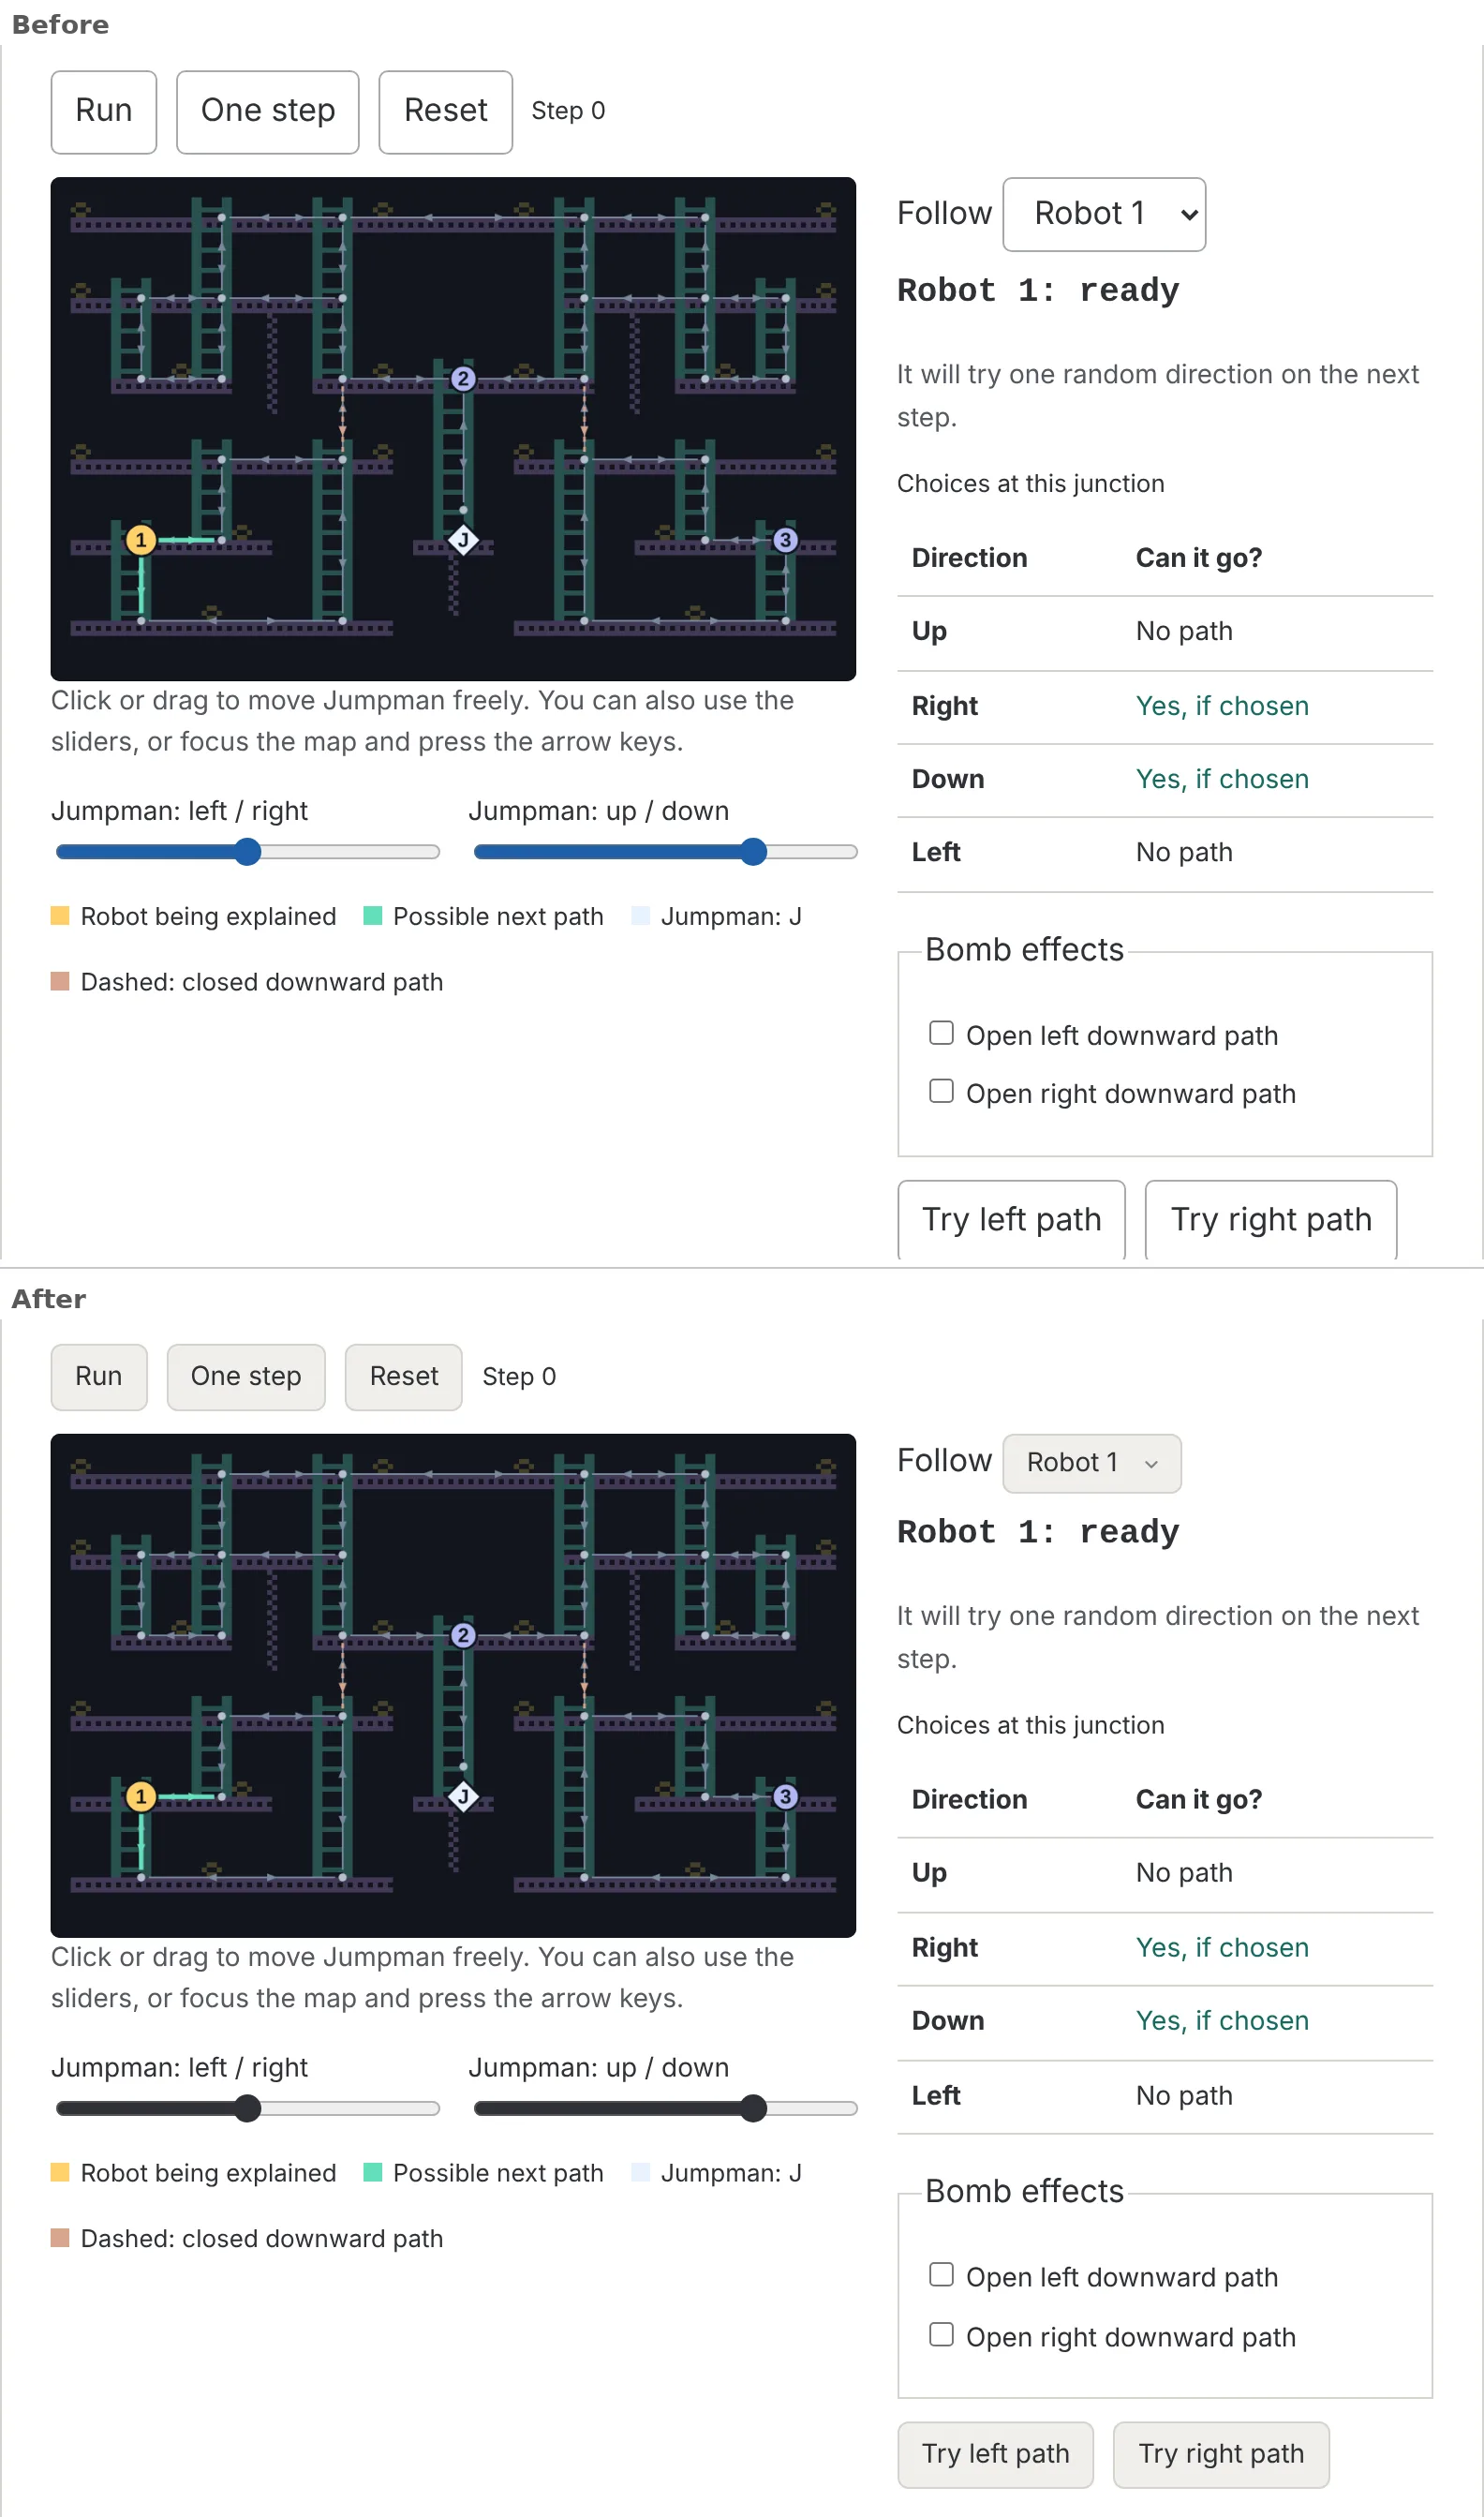 Before
Run One step Reset Step 0
Follow Robot 1
Robot 1: ready
It will try one random direction on the next
step.
Choices at this junction
Direction Can it go?
Up No path
Right Yes, if chosen
Down Yes, if chosen
Left No path
Bomb effects
Open left downward path
Open right downward path
Try left path Try right path
2
1
J
3
Click or drag to move Jumpman freely. You can also use the
sliders, or focus the map and press the arrow keys.
Jumpman: left / right Jumpman: up / down
Robot being explained Possible next path Jumpman: J
Dashed: closed downward path
After
Run One step Reset Step 0
Follow Robot 1
Robot 1: ready
It will try one random direction on the next
step.
Choices at this junction
Direction Can it go?
Up No path
Right Yes, if chosen
Down Yes, if chosen
Left No path
Bomb effects
Open left downward path
Open right downward path
Try left path Try right path
2
1
J
3
Click or drag to move Jumpman freely. You can also use the
sliders, or focus the map and press the arrow keys.
Jumpman: left / right Jumpman: up / down
Robot being explained Possible next path Jumpman: J
Dashed: closed downward path